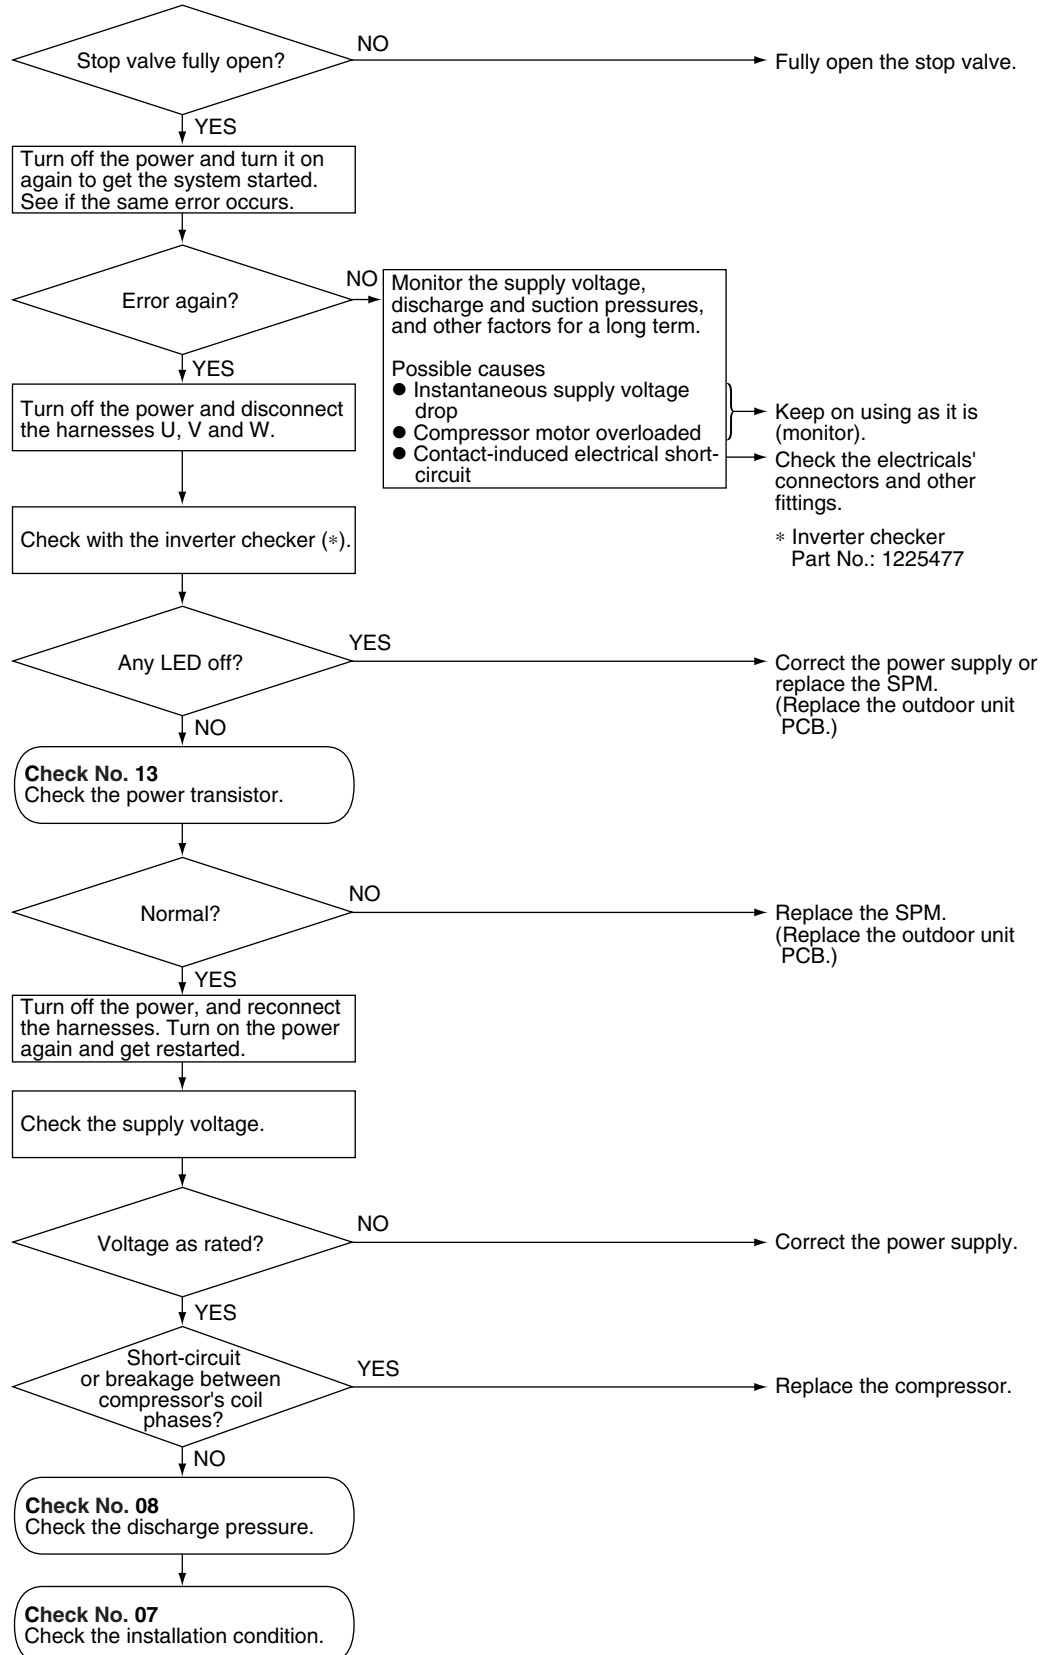 Stop valve fully open?
NO
Fully open the stop valve.
YES
Turn off the power and turn it on
again to get the system started.
See if the same error occurs.
Error again?
NO
Monitor the supply voltage,
discharge and suction pressures,
and other factors for a long term.
Possible causes
● Instantaneous supply voltage
drop
● Compressor motor overloaded
● Contact-induced electrical short-
circuit
Keep on using as it is
(monitor).
Check the electricals'
connectors and other
fittings.
* Inverter checker
Part No.: 1225477
YES
Turn off the power and disconnect
the harnesses U, V and W.
Check with the inverter checker (*).
Any LED off?
YES
Correct the power supply or
replace the SPM.
(Replace the outdoor unit
PCB.)
NO
Check No. 13
Check the power transistor.
Normal?
NO
Replace the SPM.
(Replace the outdoor unit
PCB.)
YES
Turn off the power, and reconnect
the harnesses. Turn on the power
again and get restarted.
Check the supply voltage.
Voltage as rated?
NO
Correct the power supply.
YES
Short-circuit
or breakage between
compressor's coil
phases?
YES
Replace the compressor.
NO
Check No. 08
Check the discharge pressure.
Check No. 07
Check the installation condition.